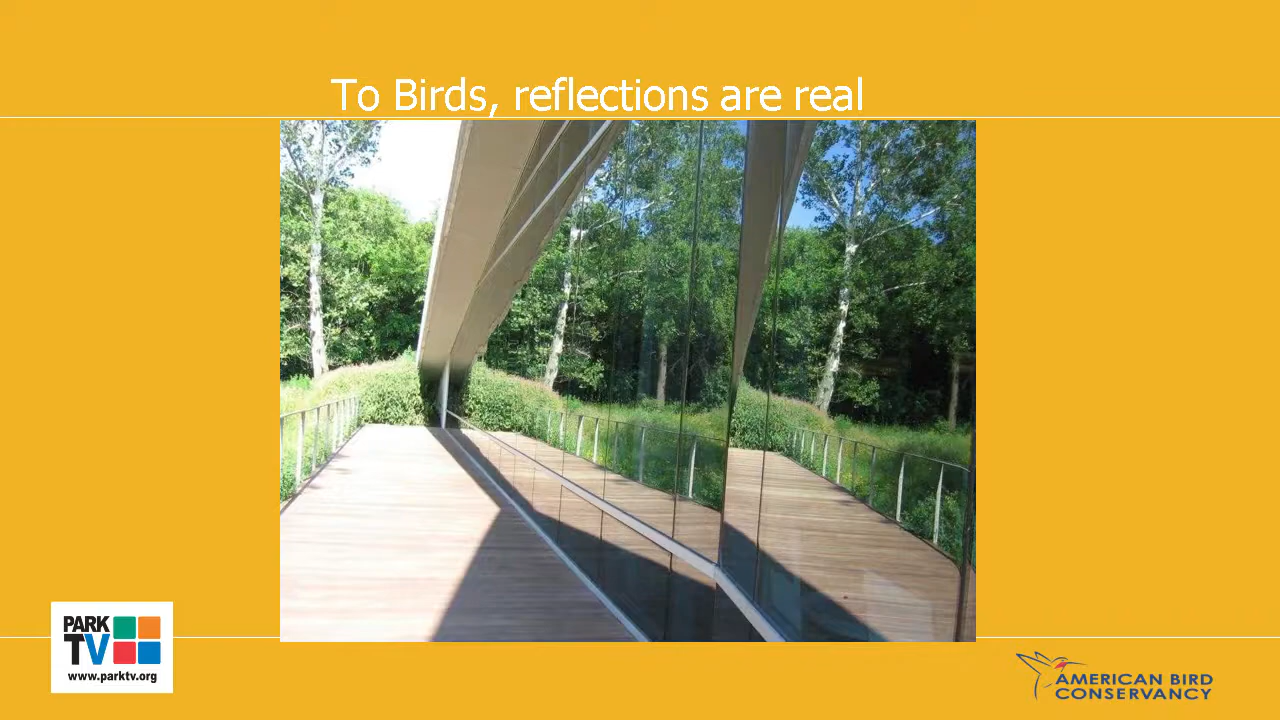 To Birds, reflections are real
PARK
TV
www.parktv.org
AMERICAN BIRD
CONSERVANCY